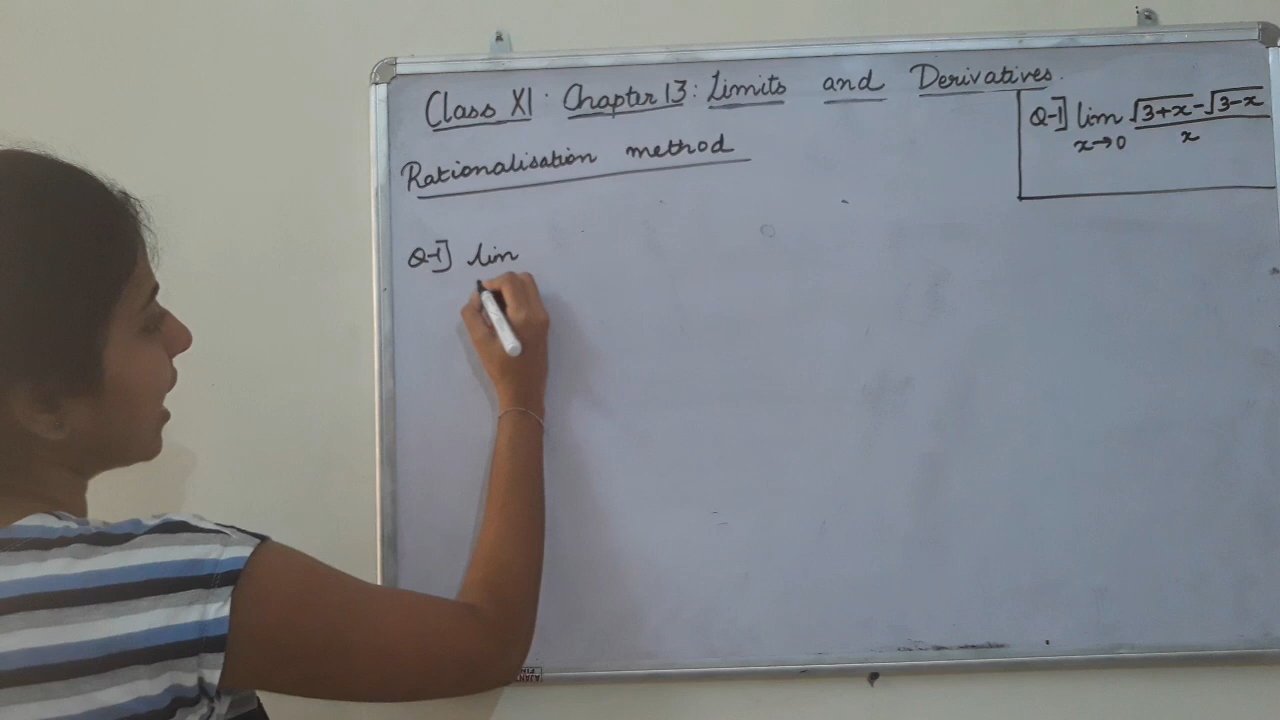 Class XI : Chapter 13 : Limits and Derivatives.
Rationalisation method
Q-1] lim √3+x - √3-x
x→0 x
Q-1] lim